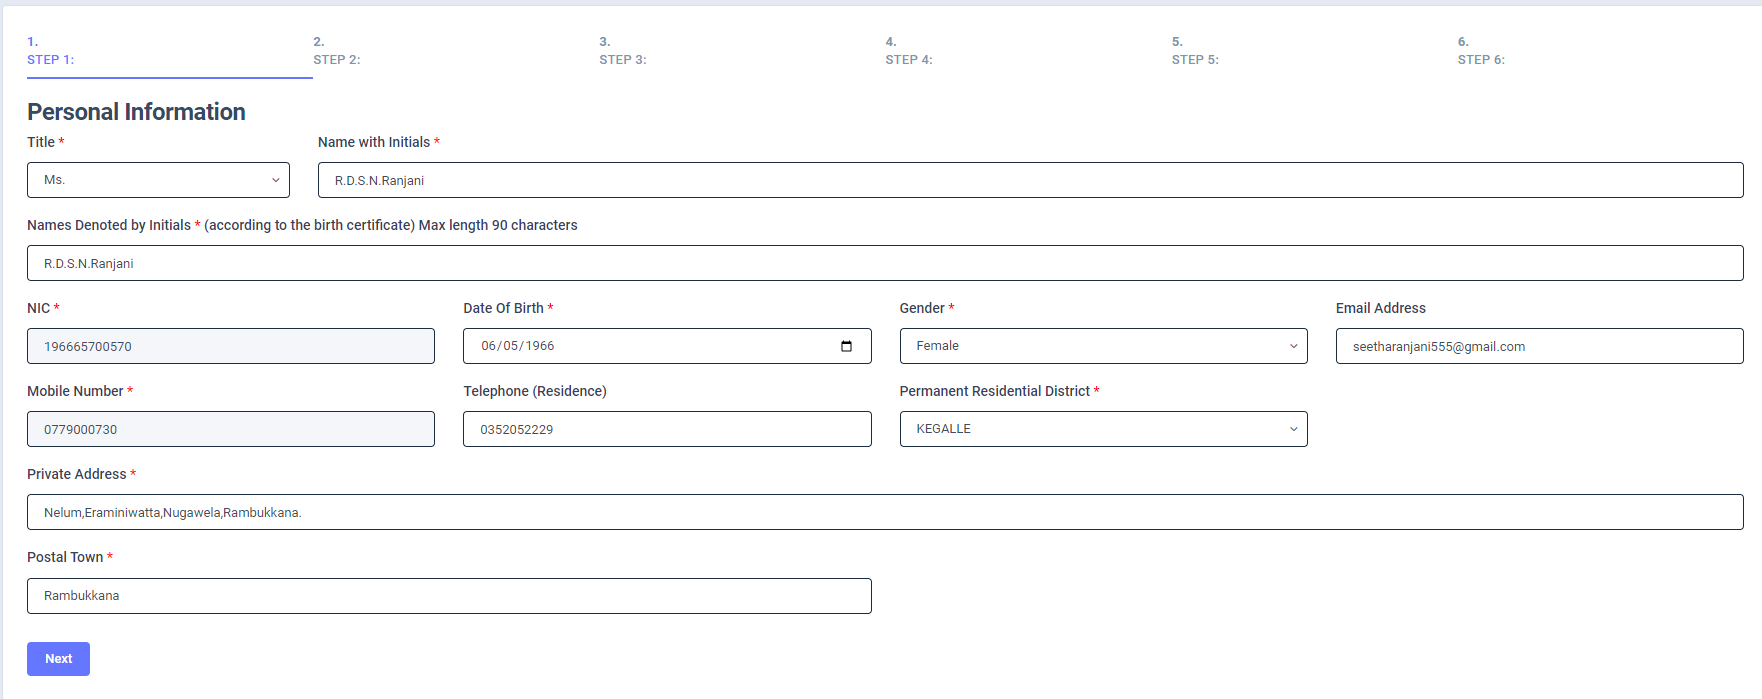 1.
STEP 1:
2.
STEP 2:
3.
STEP 3:
4.
STEP 4:
5.
STEP 5:
6.
STEP 6:
Personal Information
Title *
Name with Initials *
Ms.
R.D.S.N.Ranjani
Names Denoted by Initials * (according to the birth certificate) Max length 90 characters
R.D.S.N.Ranjani
NIC *
Date Of Birth *
Gender *
Email Address
196665700570
06/05/1966
Female
seetharanjani555@gmail.com
Mobile Number *
Telephone (Residence)
Permanent Residential District *
0779000730
0352052229
KEGALLE
Private Address *
Nelum,Eraminiwatta,Nugawela,Rambukkana.
Postal Town *
Rambukkana
Next